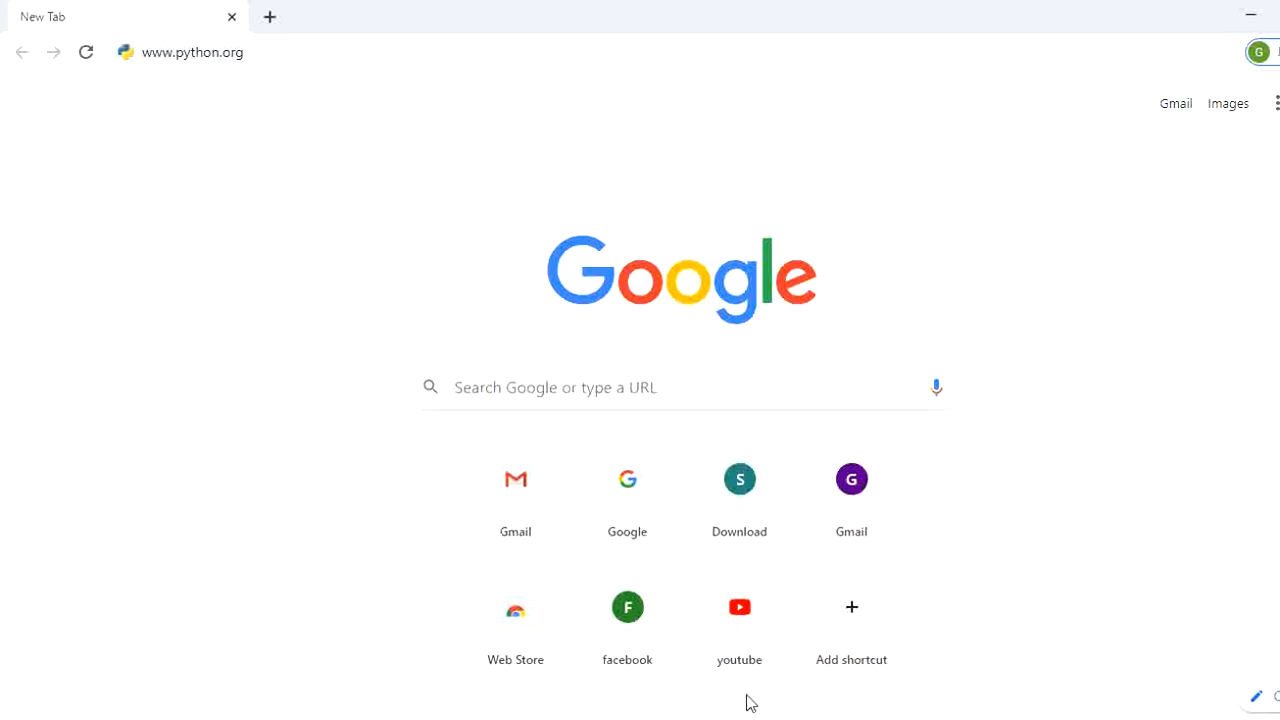 New Tab
www.python.org
G
Gmail Images
Google
Search Google or type a URL
S G
Gmail Google Download Gmail
F
Web Store facebook youtube Add shortcut